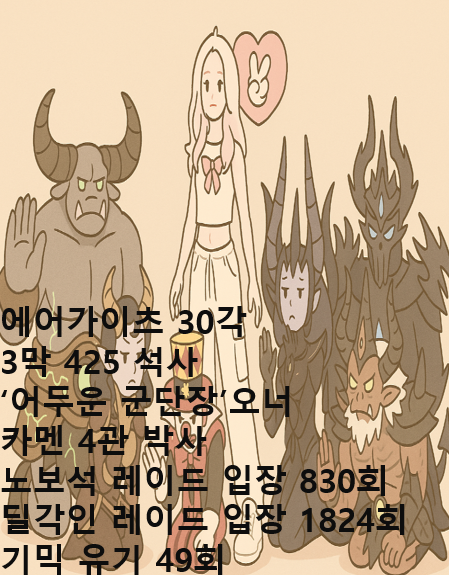 에어가이츠 30각
3막 425 석사
‘어두운 군단장’오너
카멘 4관 박사
노보석 레이드 입장 830회
딜각인 레이드 입장 1824회
기믹 유기 49회